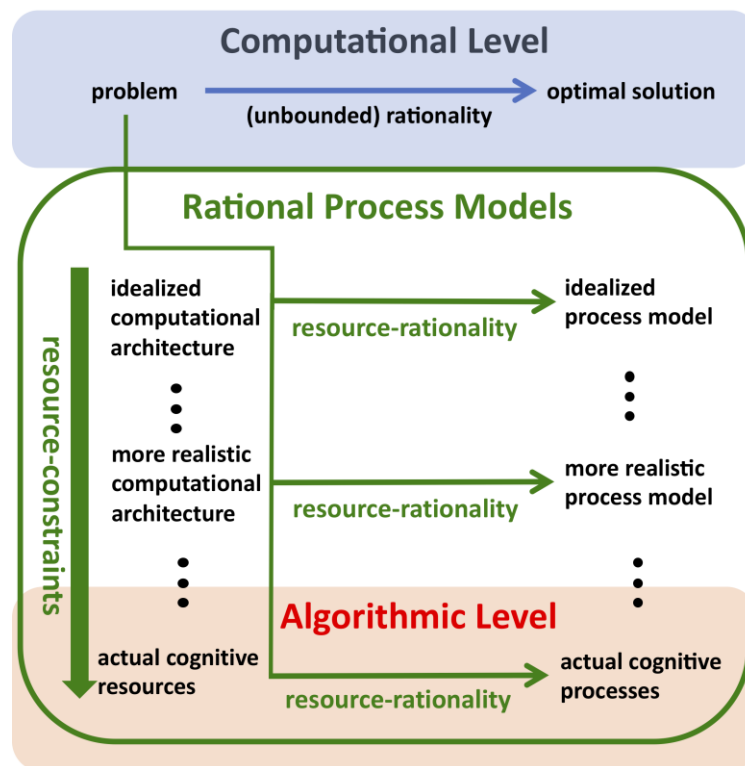 Computational Level
problem
optimal solution
(unbounded) rationality
Rational Process Models
resource-constraints
idealized
computational
architecture
resource-rationality
idealized
process model
more realistic
computational
architecture
resource-rationality
more realistic
process model
Algorithmic Level
actual cognitive
resources
resource-rationality
actual cognitive
processes